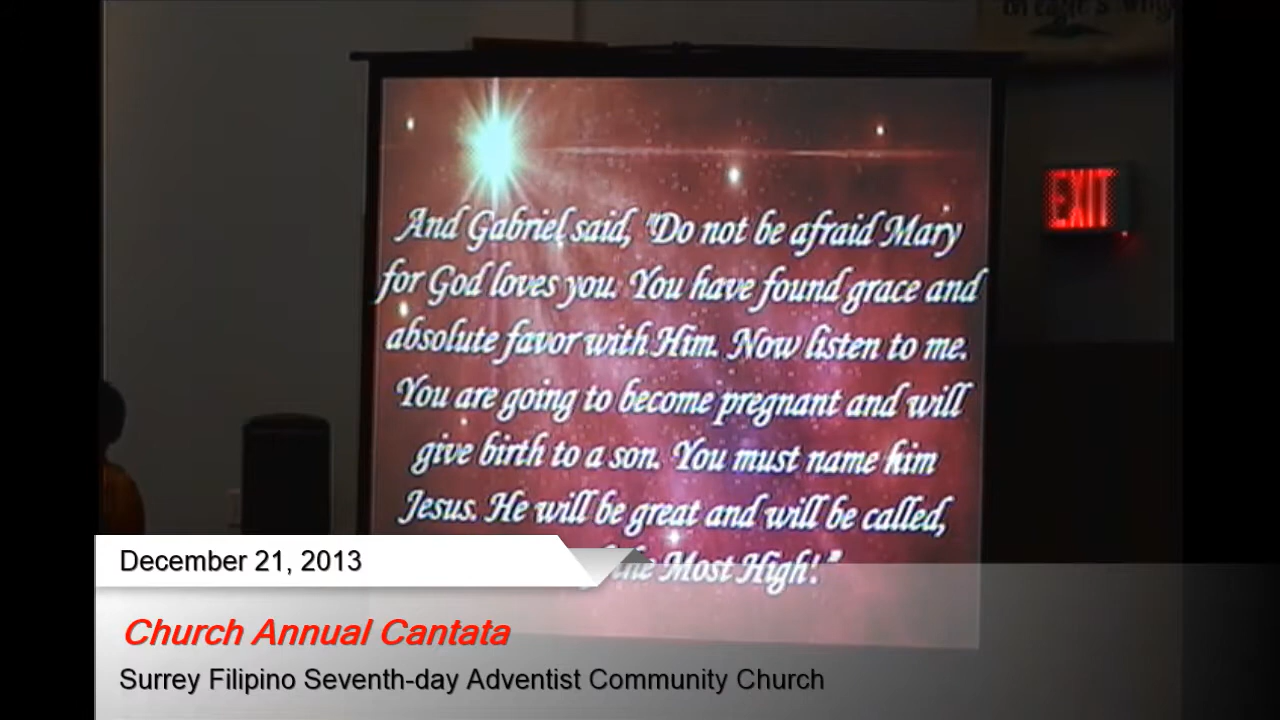 on eagle's wings
EXIT
And Gabriel said, "Do not be afraid Mary
for God loves you. You have found grace and
absolute favor with Him. Now listen to me.
You are going to become pregnant and will
give birth to a son. You must name him
Jesus. He will be great and will be called,
the Most High!"
December 21, 2013
Church Annual Cantata
Surrey Filipino Seventh-day Adventist Community Church